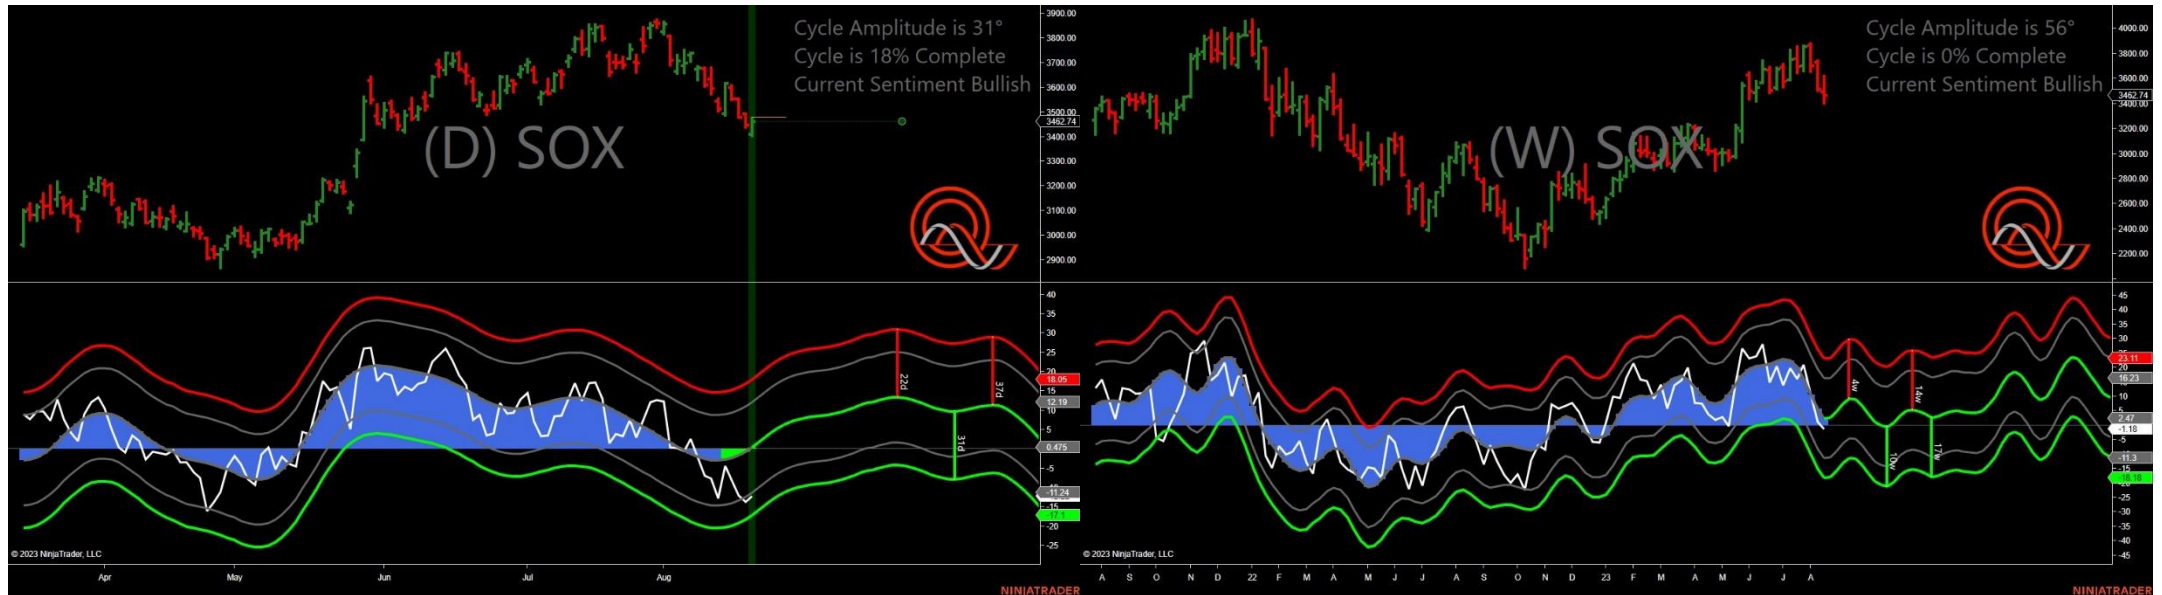 Cycle Amplitude is 31°
Cycle is 18% Complete
Current Sentiment Bullish
(D) SOX
3900.00
3800.00
3700.00
3600.00
3500.00
3462.74
3400.00
3300.00
3200.00
3100.00
3000.00
2900.00
40
35
30
25
20
18.05
12.19
10
5
0.475
-5
-11.24
-17.1
-20
-25
22d
37d
31d
© 2023 NinjaTrader, LLC
Apr May Jun Jul Aug
NINJATRADER
Cycle Amplitude is 56°
Cycle is 0% Complete
Current Sentiment Bullish
(W) SOX
4000.00
3800.00
3600.00
3462.74
3400.00
3200.00
3000.00
2800.00
2600.00
2400.00
2200.00
45
40
35
30
23.11
16.23
10
5
2.47
-1.18
-5
-11.3
-15
-18.18
-25
-30
-35
-40
-45
4w
14w
10w
17w
© 2023 NinjaTrader, LLC
A S O N D 22 F M A M J J A S O N D 23 F M A M J J A
NINJATRADER